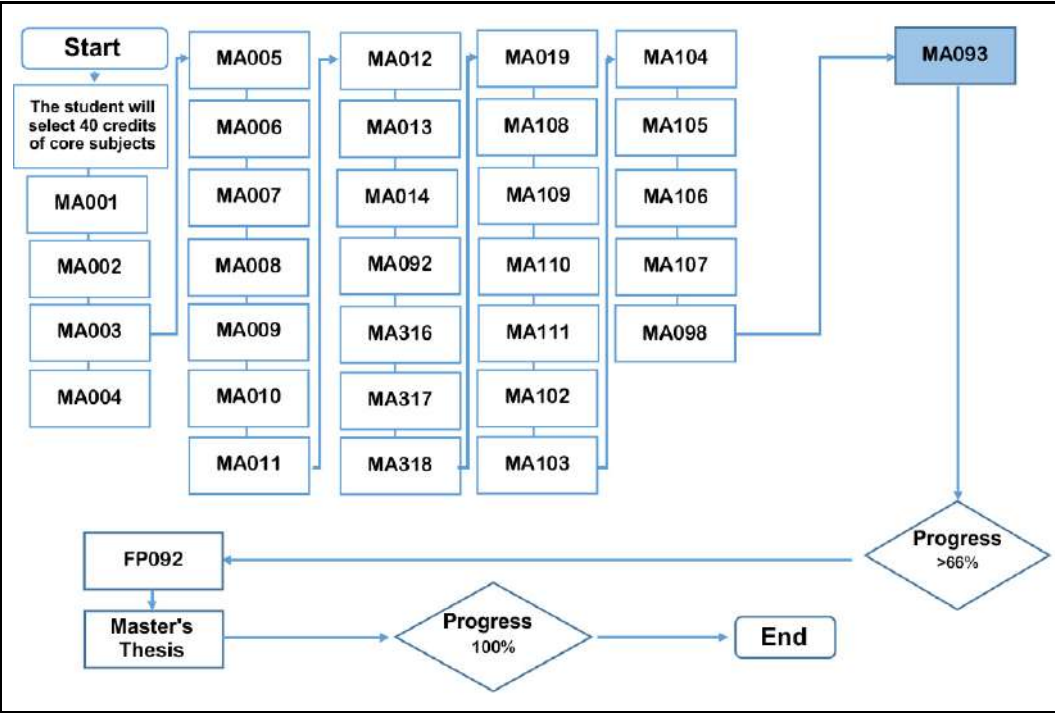 Start
The student will
select 40 credits
of core subjects
MA001
MA002
MA003
MA004
MA005
MA006
MA007
MA008
MA009
MA010
MA011
MA012
MA013
MA014
MA092
MA316
MA317
MA318
MA019
MA108
MA109
MA110
MA111
MA102
MA103
MA104
MA105
MA106
MA107
MA098
MA093
Progress
>66%
FP092
Master's
Thesis
Progress
100%
End